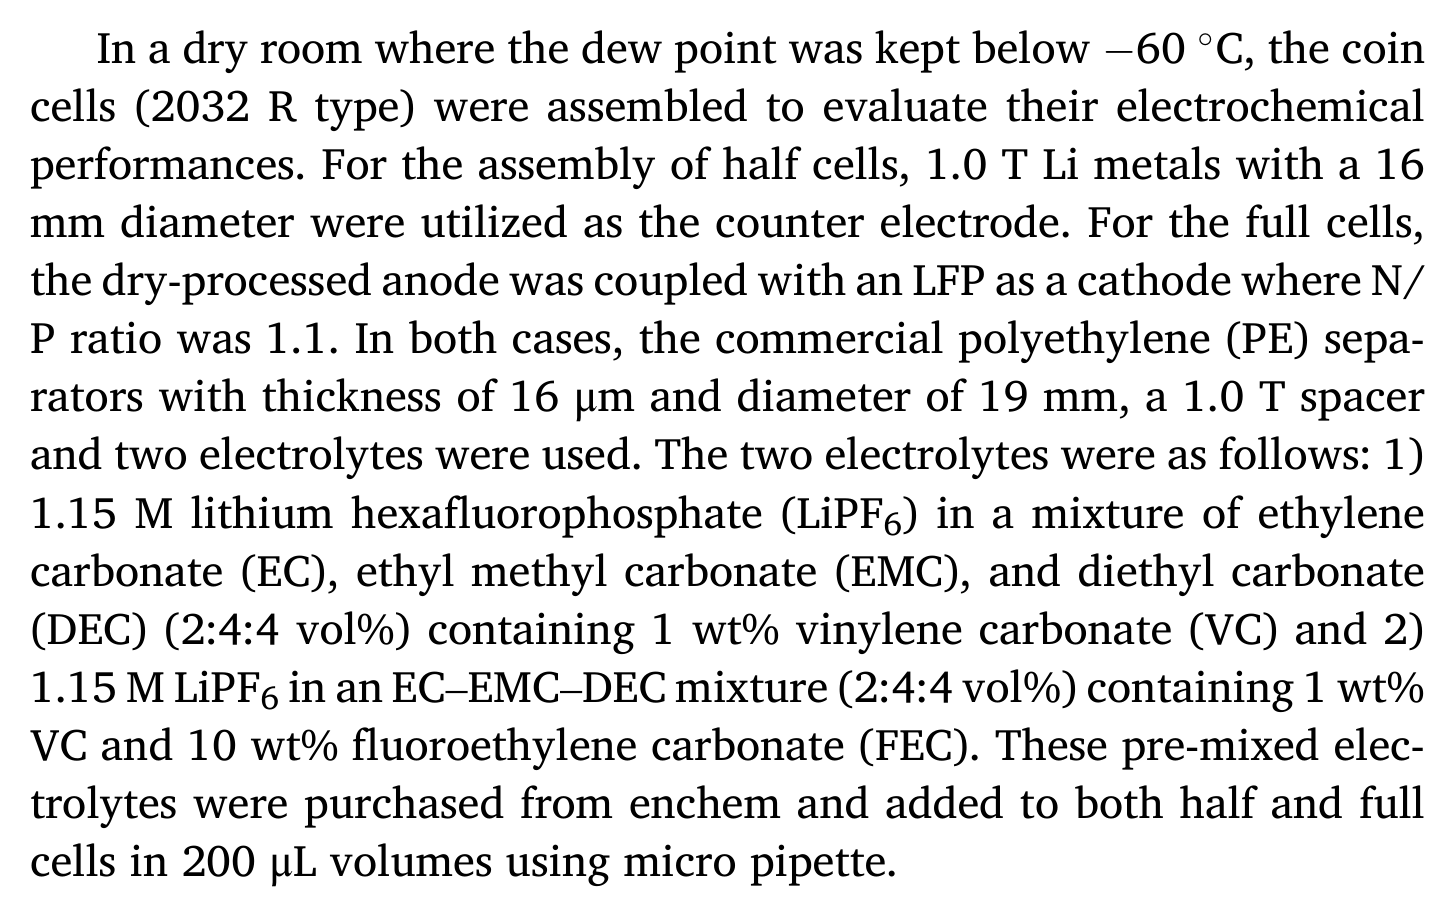 In a dry room where the dew point was kept below −60 °C, the coin
cells (2032 R type) were assembled to evaluate their electrochemical
performances. For the assembly of half cells, 1.0 T Li metals with a 16
mm diameter were utilized as the counter electrode. For the full cells,
the dry-processed anode was coupled with an LFP as a cathode where N/
P ratio was 1.1. In both cases, the commercial polyethylene (PE) sepa-
rators with thickness of 16 μm and diameter of 19 mm, a 1.0 T spacer
and two electrolytes were used. The two electrolytes were as follows: 1)
1.15 M lithium hexafluorophosphate (LiPF₆) in a mixture of ethylene
carbonate (EC), ethyl methyl carbonate (EMC), and diethyl carbonate
(DEC) (2:4:4 vol%) containing 1 wt% vinylene carbonate (VC) and 2)
1.15 M LiPF₆ in an EC–EMC–DEC mixture (2:4:4 vol%) containing 1 wt%
VC and 10 wt% fluoroethylene carbonate (FEC). These pre-mixed elec-
trolytes were purchased from enchem and added to both half and full
cells in 200 μL volumes using micro pipette.